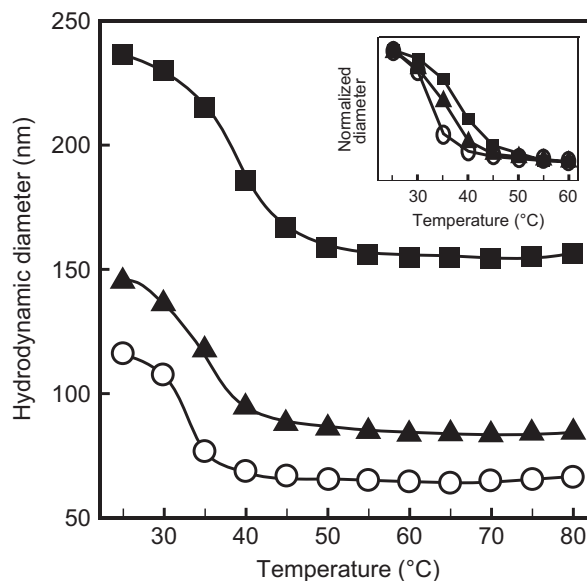 250
200
150
100
50
Hydrodynamic diameter (nm)
30 40 50 60 70 80
Temperature (°C)
Normalized
diameter
30 40 50 60
Temperature (°C)